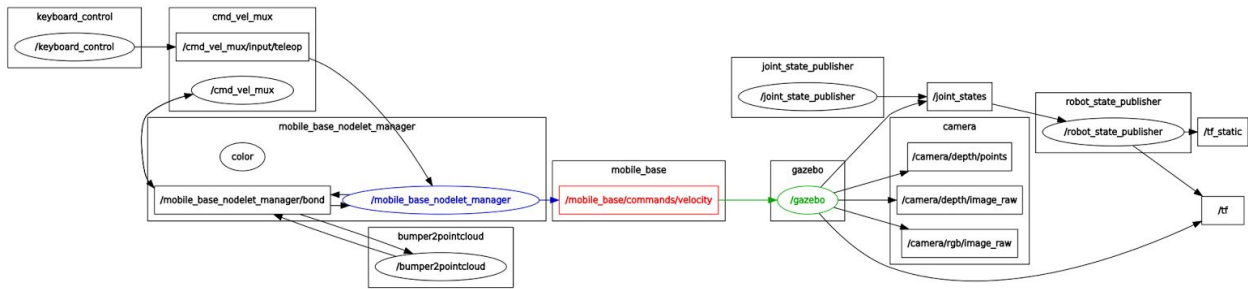 keyboard_control
/keyboard_control
cmd_vel_mux
/cmd_vel_mux/input/teleop
/cmd_vel_mux
mobile_base_nodelet_manager
color
/mobile_base_nodelet_manager/bond
/mobile_base_nodelet_manager
bumper2pointcloud
/bumper2pointcloud
mobile_base
/mobile_base/commands/velocity
joint_state_publisher
/joint_state_publisher
gazebo
/gazebo
/joint_states
camera
/camera/depth/points
/camera/depth/image_raw
/camera/rgb/image_raw
robot_state_publisher
/robot_state_publisher
/tf_static
/tf